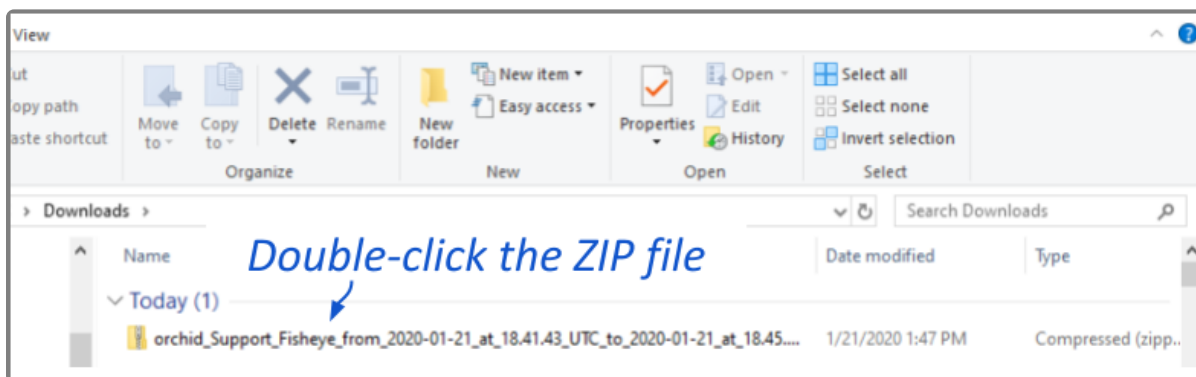 View
ut
opy path
aste shortcut
Move to
Copy to
Delete
Rename
Organize
New folder
New item
Easy access
New
Properties
Open
Edit
History
Open
Select all
Select none
Invert selection
Select
> Downloads >
Search Downloads
Double-click the ZIP file
Name
Date modified
Type
Today (1)
orchid_Support_Fisheye_from_2020-01-21_at_18.41.43_UTC_to_2020-01-21_at_18.45....
1/21/2020 1:47 PM
Compressed (zipp...